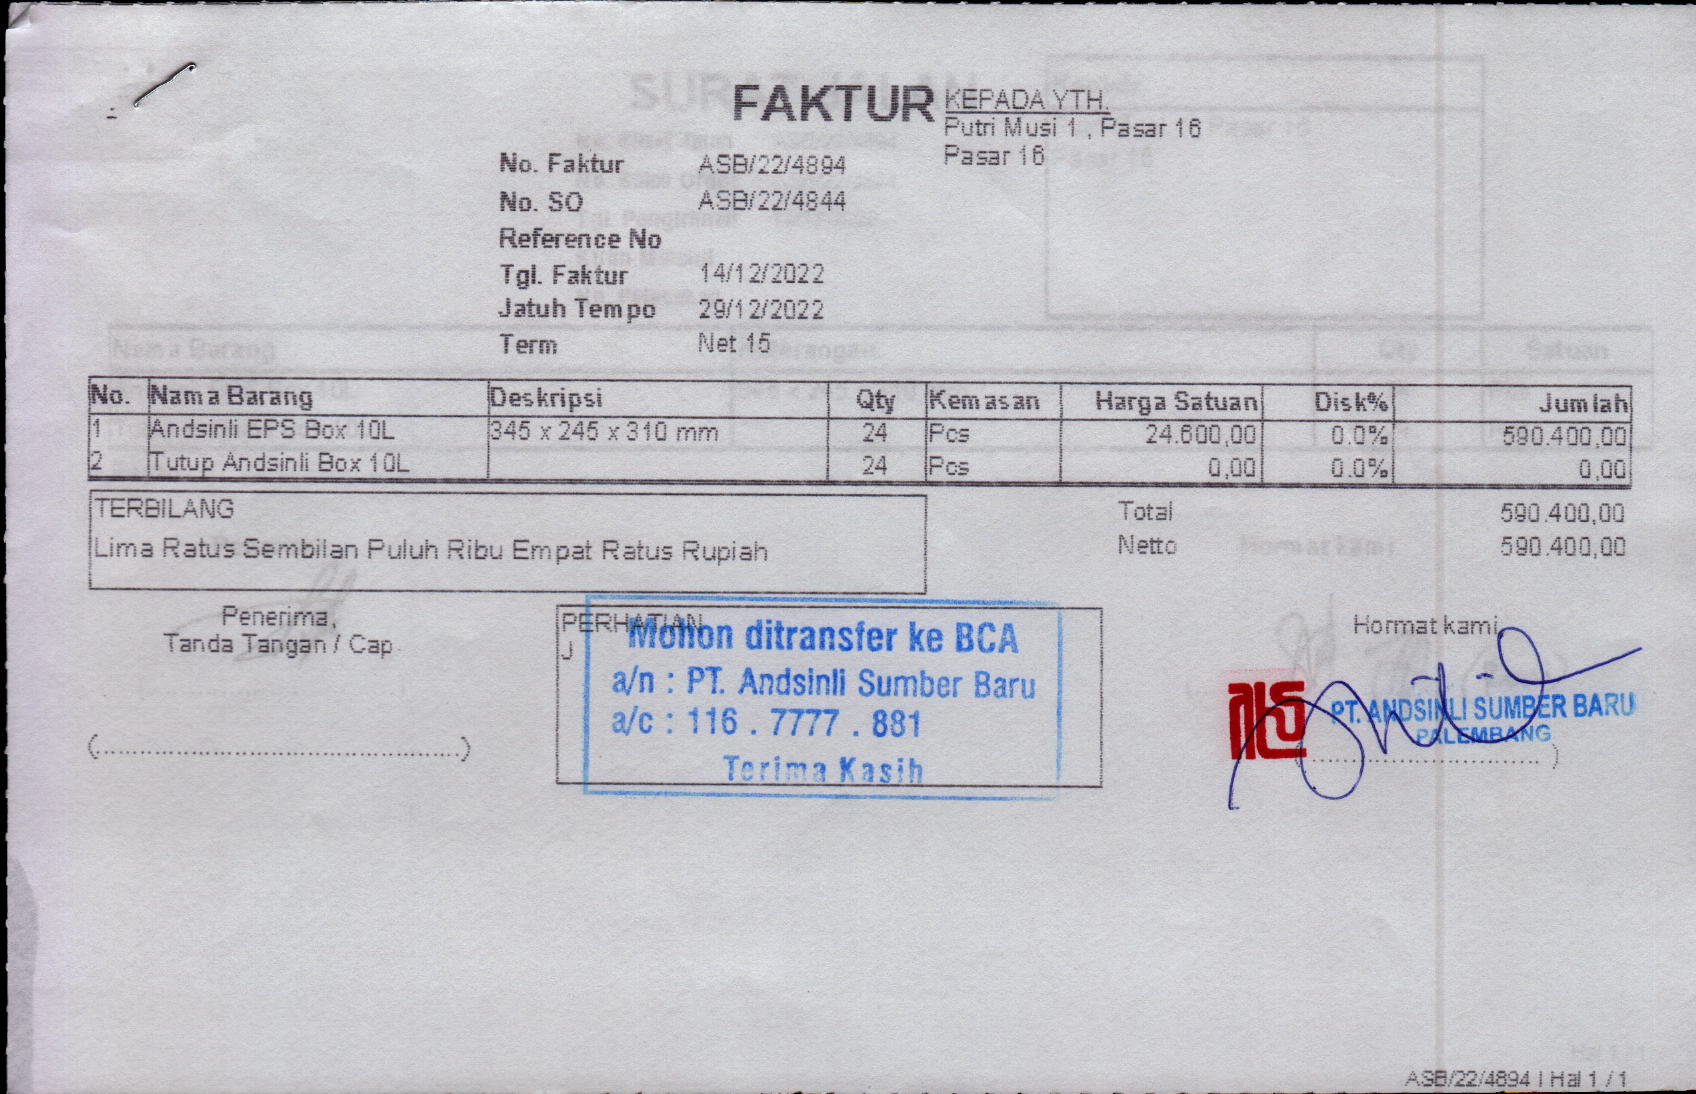 FAKTUR
KEPADA YTH.
Putri Musi 1 , Pasar 16
Pasar 16
No. Faktur ASB/22/4894
No. SO ASB/22/4844
Reference No
Tgl. Faktur 14/12/2022
Jatuh Tempo 29/12/2022
Term Net 15
No. Nama Barang Deskripsi Qty Kemasan Harga Satuan Disk% Jumlah
1 Andsinli EPS Box 10L 345 x 245 x 310 mm 24 Pcs 24.600,00 0.0% 590.400,00
2 Tutup Andsinli Box 10L 24 Pcs 0,00 0.0% 0,00
TERBILANG
Lima Ratus Sembilan Puluh Ribu Empat Ratus Rupiah
Total 590.400,00
Netto 590.400,00
Penerima,
Tanda Tangan / Cap
(................................................................)
PERHATIAN
J
Mohon ditransfer ke BCA
a/n : PT. Andsinli Sumber Baru
a/c : 116 . 7777 . 881
Terima Kasih
Hormat kami
PT. ANDSINLI SUMBER BARU
PALEMBANG
ASB/22/4894 | Hal 1 / 1